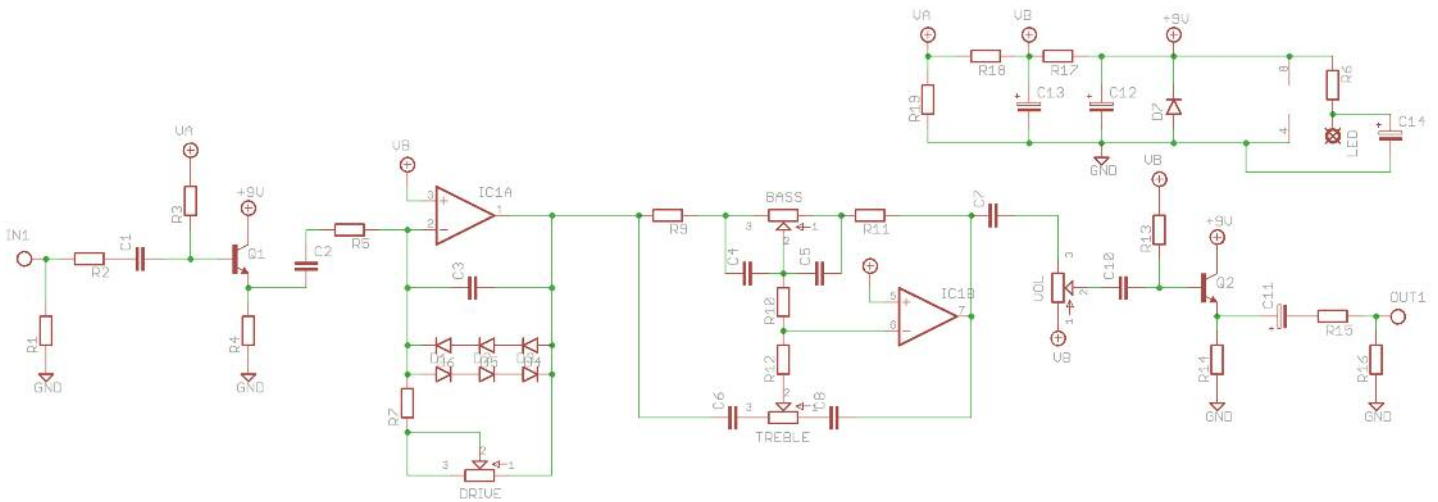 VA
VB
+9V
R18
R17
R19
C13
C12
D7
8
4
R6
LED
C14
GND
VA
R3
+9V
IN1
R2
C1
Q1
R1
R4
GND
GND
C2
R5
VB
3
2
1
IC1A
C3
D1
D6
D5
D4
R7
3
2
1
DRIVE
R9
BASS
3
1
2
R11
C4
C5
R10
5
6
7
IC1B
R12
C6
3
2
1
C8
TREBLE
C7
VOL
3
2
1
VB
C10
VB
R13
+9V
Q2
R14
GND
C11
R15
OUT1
R16
GND